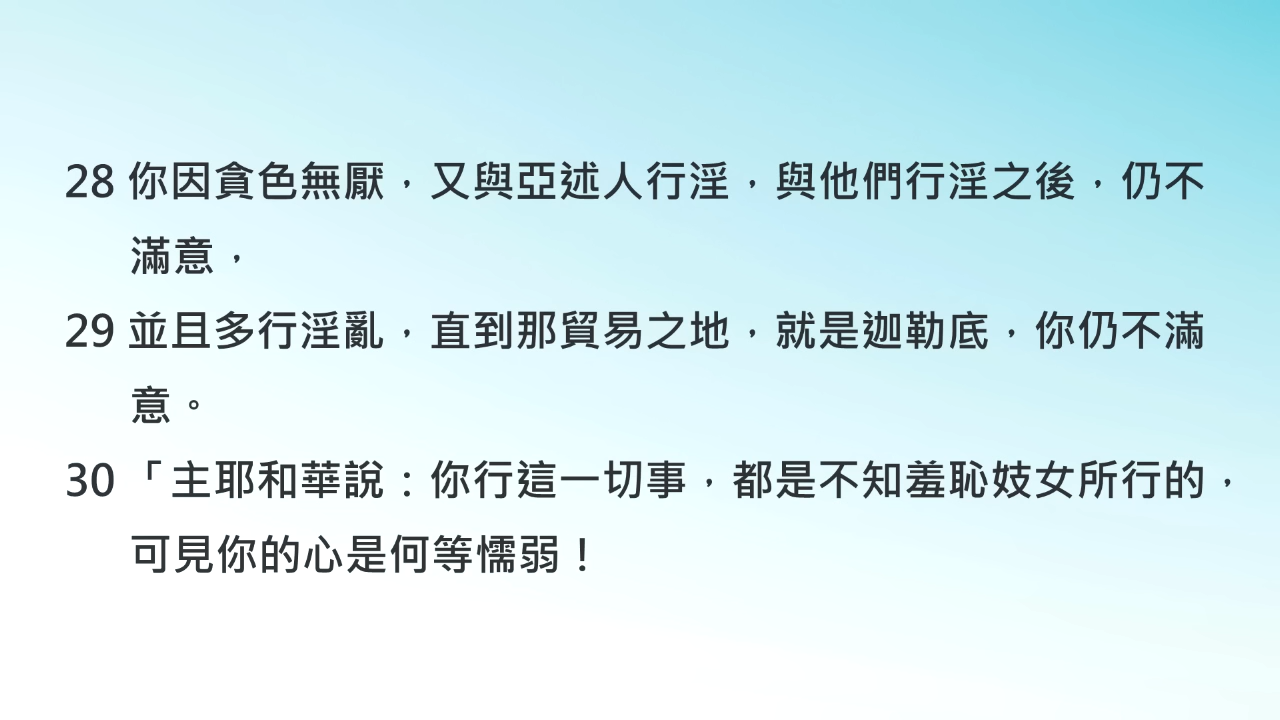 28 你因貪色無厭，又與亞述人行淫，與他們行淫之後，仍不
滿意，
29 並且多行淫亂，直到那貿易之地，就是迦勒底，你仍不滿
意。
30 「主耶和華說：你行這一切事，都是不知羞恥妓女所行的，
可見你的心是何等懦弱！